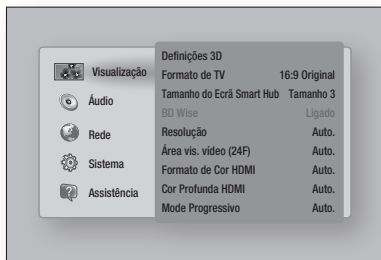 Visualização
Áudio
Rede
Sistema
Assistência
Definições 3D
Formato de TV 16:9 Original
Tamanho do Ecrã Smart Hub Tamanho 3
BD Wise Ligado
Resolução Auto.
Área vis. vídeo (24F) Auto.
Formato de Cor HDMI Auto.
Cor Profunda HDMI Auto.
Mode Progressivo Auto.